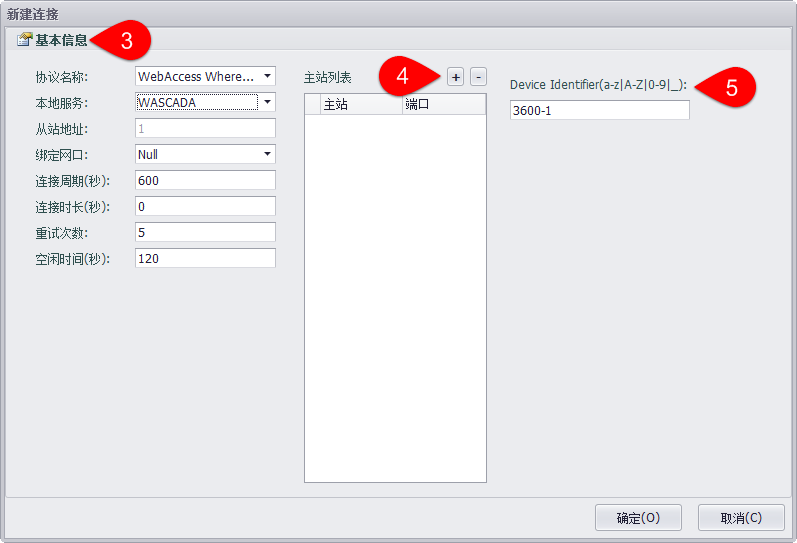 新建连接
基本信息
3
协议名称:
WebAccess Where...
本地服务:
WASCADA
从站地址:
1
绑定网口:
Null
连接周期(秒):
600
连接时长(秒):
0
重试次数:
5
空闲时间(秒):
120
主站列表
4
+
-
主站
端口
Device Identifier(a-z|A-Z|0-9|_):
5
3600-1
确定(O)
取消(C)